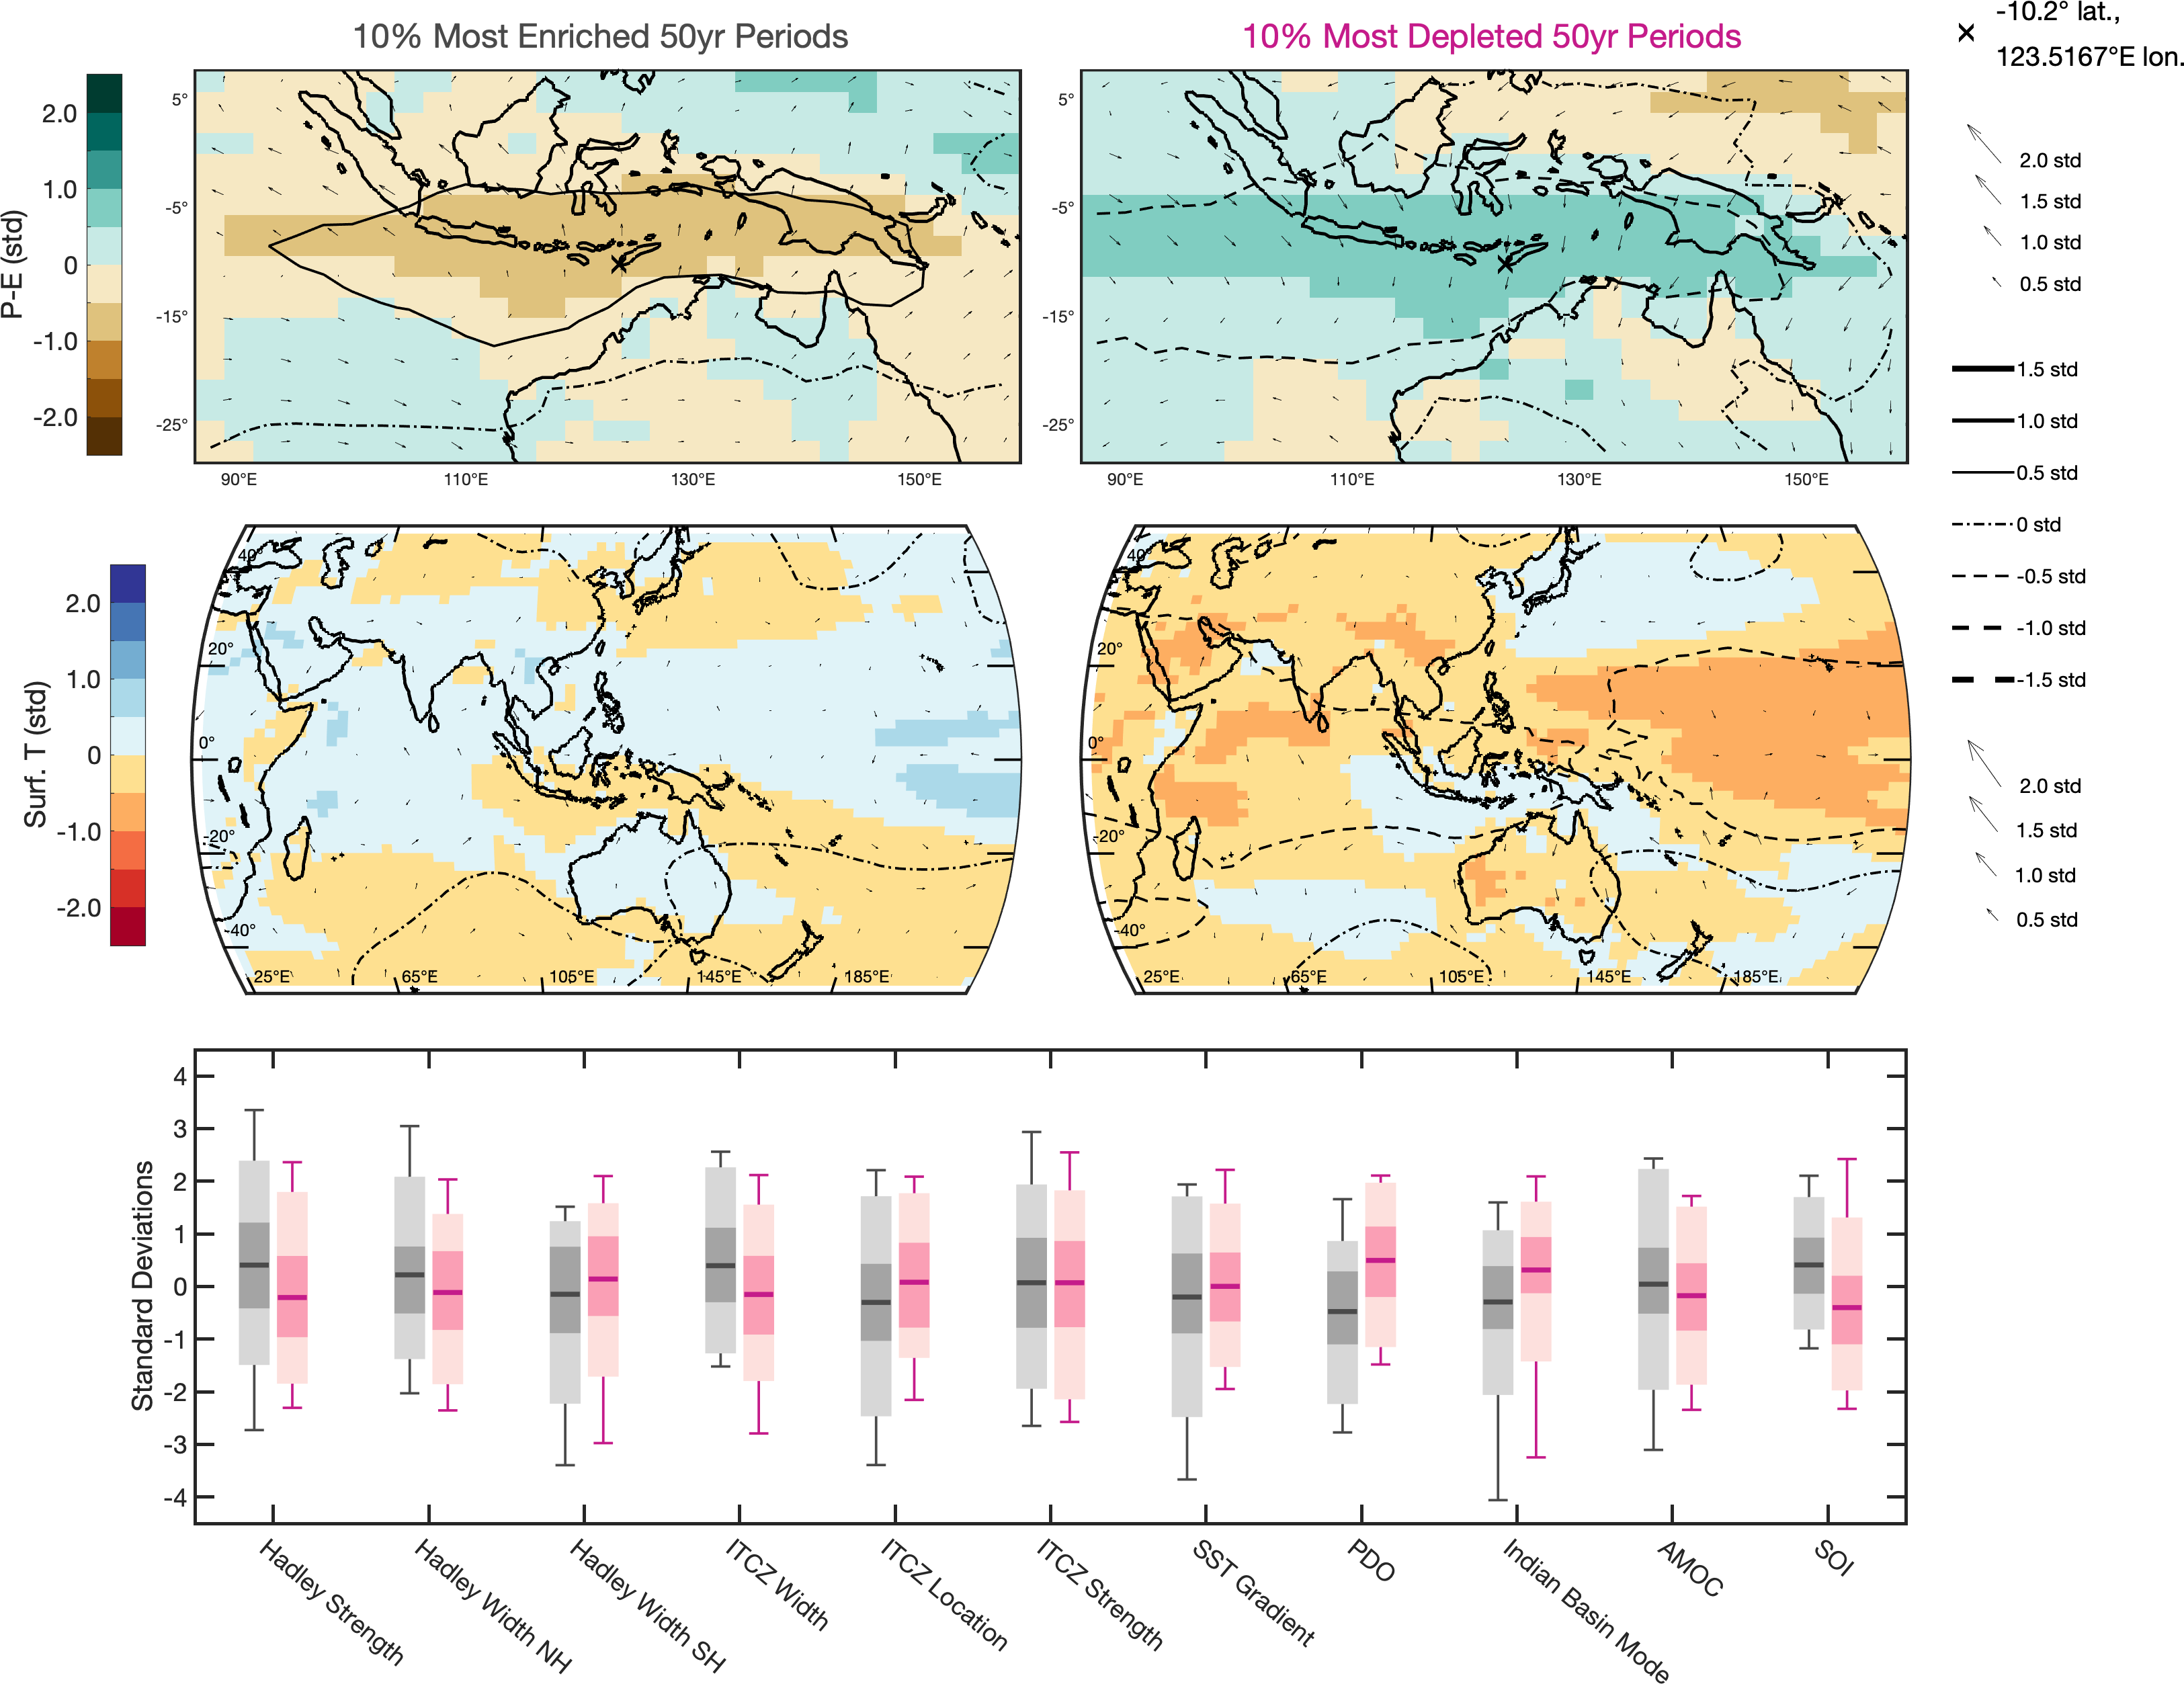 10% Most Enriched 50yr Periods
10% Most Depleted 50yr Periods
-10.2° lat.,
123.5167°E lon.
P-E (std)
2.0
1.0
0
-1.0
-2.0
5°
-5°
-15°
-25°
90°E 110°E 130°E 150°E
5°
-5°
-15°
-25°
90°E 110°E 130°E 150°E
2.0 std
1.5 std
1.0 std
0.5 std
1.5 std
1.0 std
0.5 std
0 std
-0.5 std
-1.0 std
-1.5 std
2.0 std
1.5 std
1.0 std
0.5 std
Surf. T (std)
2.0
1.0
0
-1.0
-2.0
40°
20°
0°
-20°
-40°
25°E 65°E 105°E 145°E 185°E
40°
20°
0°
-20°
-40°
25°E 65°E 105°E 145°E 185°E
Standard Deviations
4
3
2
1
0
-1
-2
-3
-4
Hadley Strength
Hadley Width NH
Hadley Width SH
ITCZ Width
ITCZ Location
ITCZ Strength
SST Gradient
PDO
Indian Basin Mode
AMOC
SOI